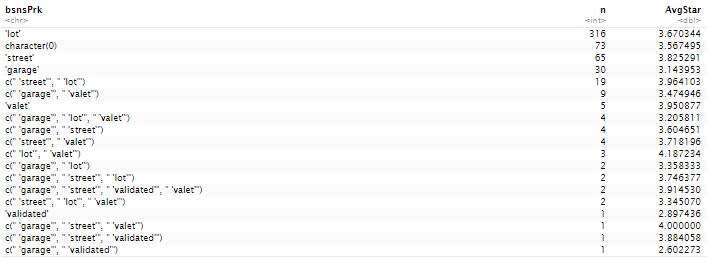 bsnsPrk n AvgStar
<chr> <int> <dbl>
'lot' 316 3.670344
character(0) 73 3.567495
'street' 65 3.825291
'garage' 30 3.143953
c(" 'street'", " 'lot'") 19 3.964103
c(" 'garage'", " 'valet'") 9 3.474946
'valet' 5 3.950877
c(" 'garage'", " 'lot'", " 'valet'") 4 3.205811
c(" 'garage'", " 'street'") 4 3.604651
c(" 'street'", " 'valet'") 4 3.718196
c(" 'lot'", " 'valet'") 3 4.187234
c(" 'garage'", " 'lot'") 2 3.358333
c(" 'garage'", " 'street'", " 'lot'") 2 3.746377
c(" 'garage'", " 'street'", " 'validated'", " 'valet'") 2 3.914530
c(" 'street'", " 'lot'", " 'valet'") 2 3.345070
'validated' 1 2.897436
c(" 'garage'", " 'street'", " 'valet'") 1 4.000000
c(" 'garage'", " 'street'", " 'validated'") 1 3.884058
c(" 'garage'", " 'validated'") 1 2.602273